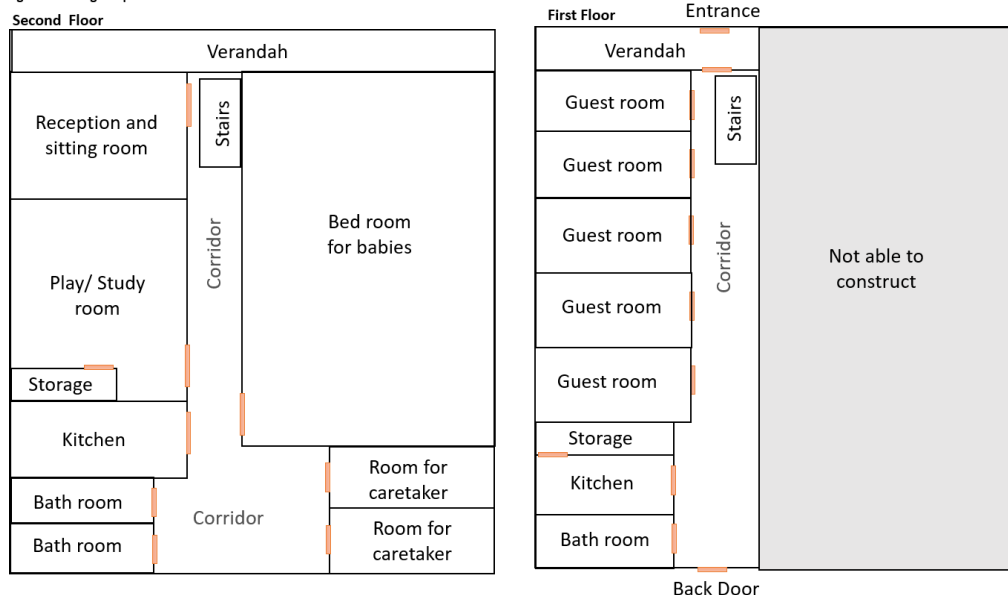 Second Floor
Verandah
Reception and
sitting room
Stairs
Corridor
Bed room
for babies
Play/ Study
room
Storage
Kitchen
Bath room
Bath room
Corridor
Room for
caretaker
Room for
caretaker
First Floor
Entrance
Verandah
Guest room
Stairs
Guest room
Guest room
Corridor
Not able to
construct
Guest room
Guest room
Storage
Kitchen
Bath room
Back Door